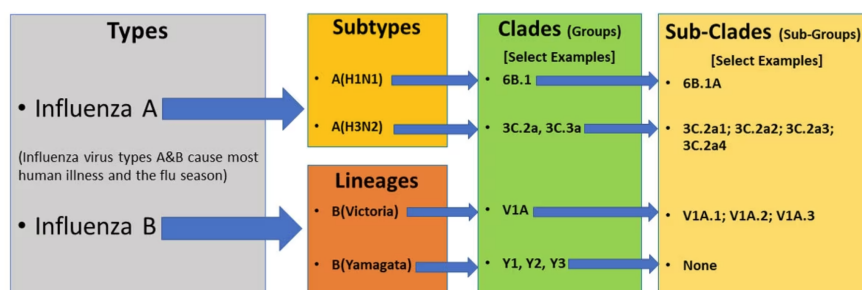 Types
• Influenza A
(Influenza virus types A&B cause most
human illness and the flu season)
• Influenza B
Subtypes
• A(H1N1)
• A(H3N2)
Lineages
• B(Victoria)
• B(Yamagata)
Clades (Groups)
[Select Examples]
• 6B.1
• 3C.2a, 3C.3a
• V1A
• Y1, Y2, Y3
Sub-Clades (Sub-Groups)
[Select Examples]
• 6B.1A
• 3C.2a1; 3C.2a2; 3C.2a3;
3C.2a4
• V1A.1; V1A.2; V1A.3
• None